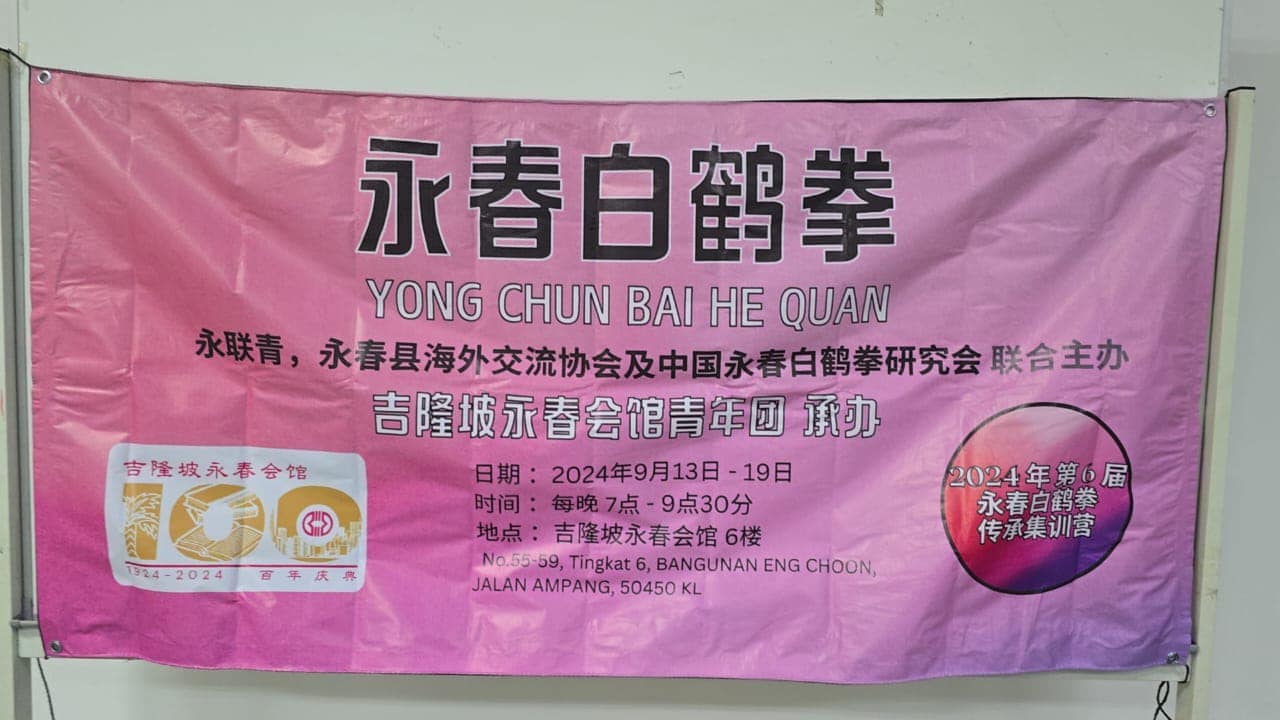 永春白鹤拳
YONG CHUN BAI HE QUAN
永联青，永春县海外交流协会及中国永春白鹤拳研究会 联合主办
吉隆坡永春会馆青年团 承办
吉隆坡永春会馆
100
1924-2024 百年庆典
日期： 2024年9月13日 - 19日
时间： 每晚 7点 - 9点30分
地点： 吉隆坡永春会馆 6楼
No.55-59, Tingkat 6, BANGUNAN ENG CHOON,
JALAN AMPANG, 50450 KL
2024年第6届
永春白鹤拳
传承集训营